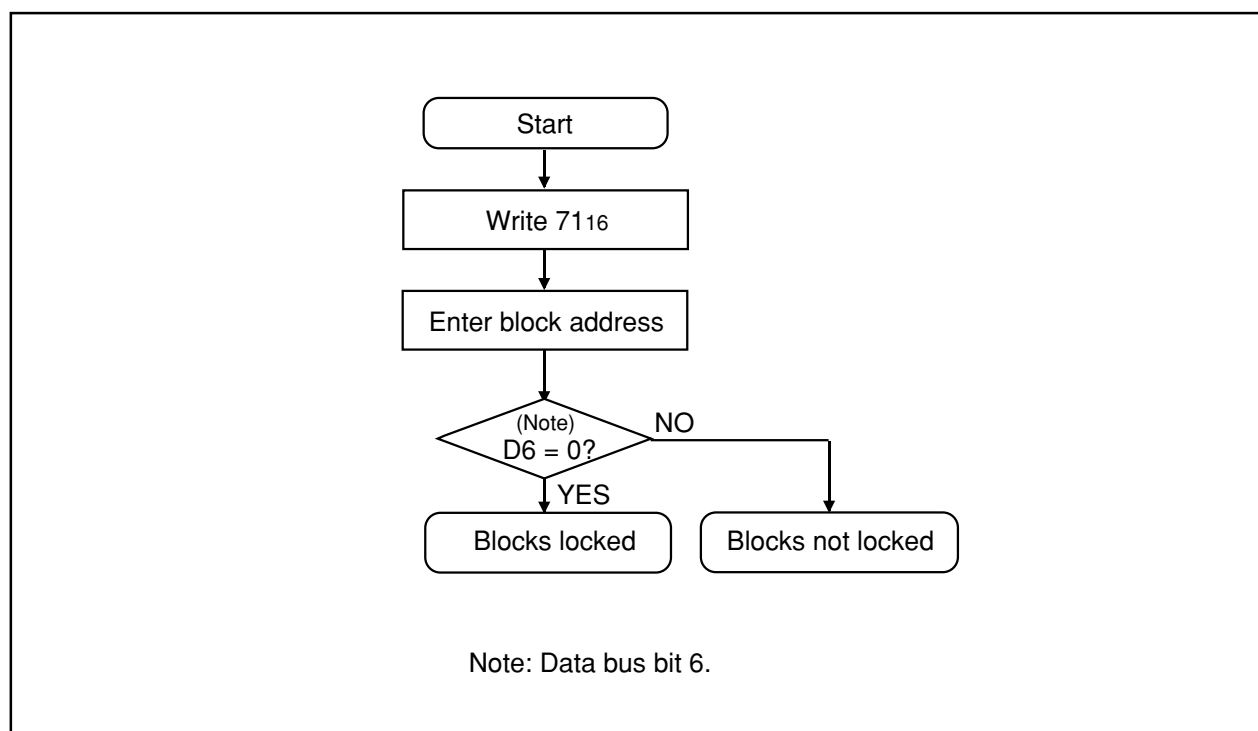 Start
Write 7116
Enter block address
(Note)
D6 = 0?
NO
YES
Blocks locked
Blocks not locked
Note: Data bus bit 6.